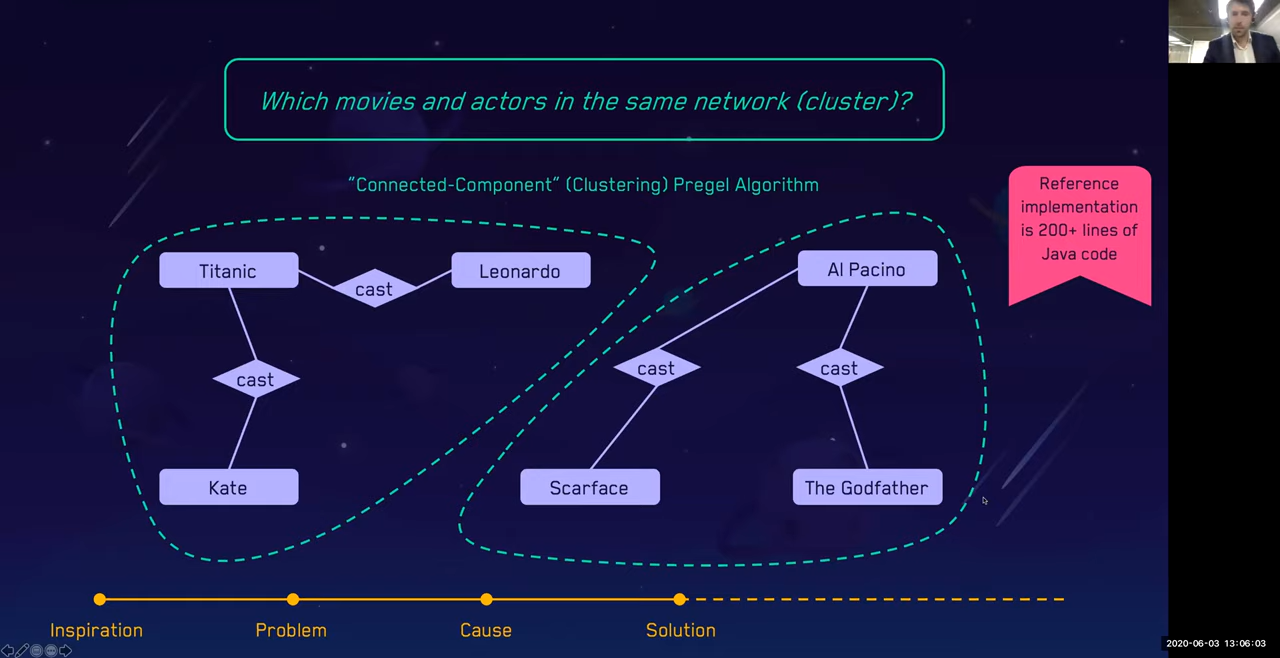 Which movies and actors in the same network (cluster)?
"Connected-Component" (Clustering) Pregel Algorithm
Reference
implementation
is 200+ lines of
Java code
Titanic
cast
Leonardo
Al Pacino
cast
cast
cast
Kate
Scarface
The Godfather
Inspiration
Problem
Cause
Solution
2020-06-03 13:06:03